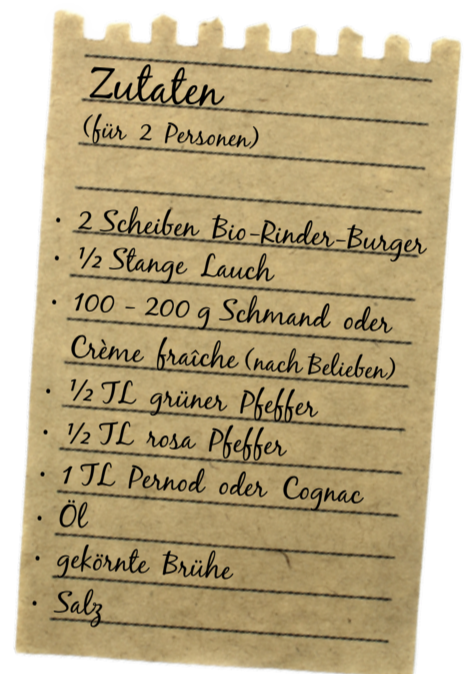 Zutaten
(für 2 Personen)
• 2 Scheiben Bio-Rinder-Burger
• ½ Stange Lauch
• 100 - 200 g Schmand oder
Crème fraîche (nach Belieben)
• ½ TL grüner Pfeffer
• ½ TL rosa Pfeffer
• 1 TL Pernod oder Cognac
• Öl
• gekörnte Brühe
• Salz